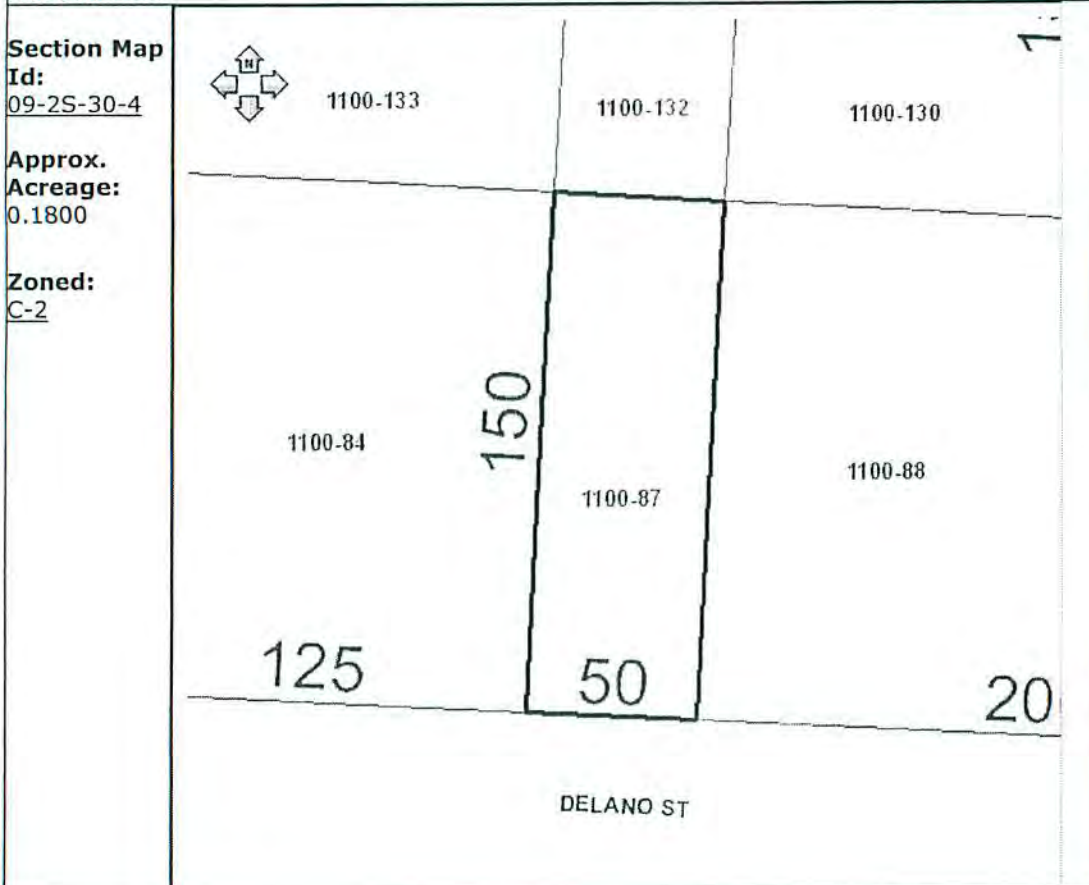 Section Map
Id:
09-2S-30-4
Approx.
Acreage:
0.1800
Zoned:
C-2
N
1100-133
1100-132
1100-130
150
1100-84
1100-87
1100-88
125
50
20
DELANO ST